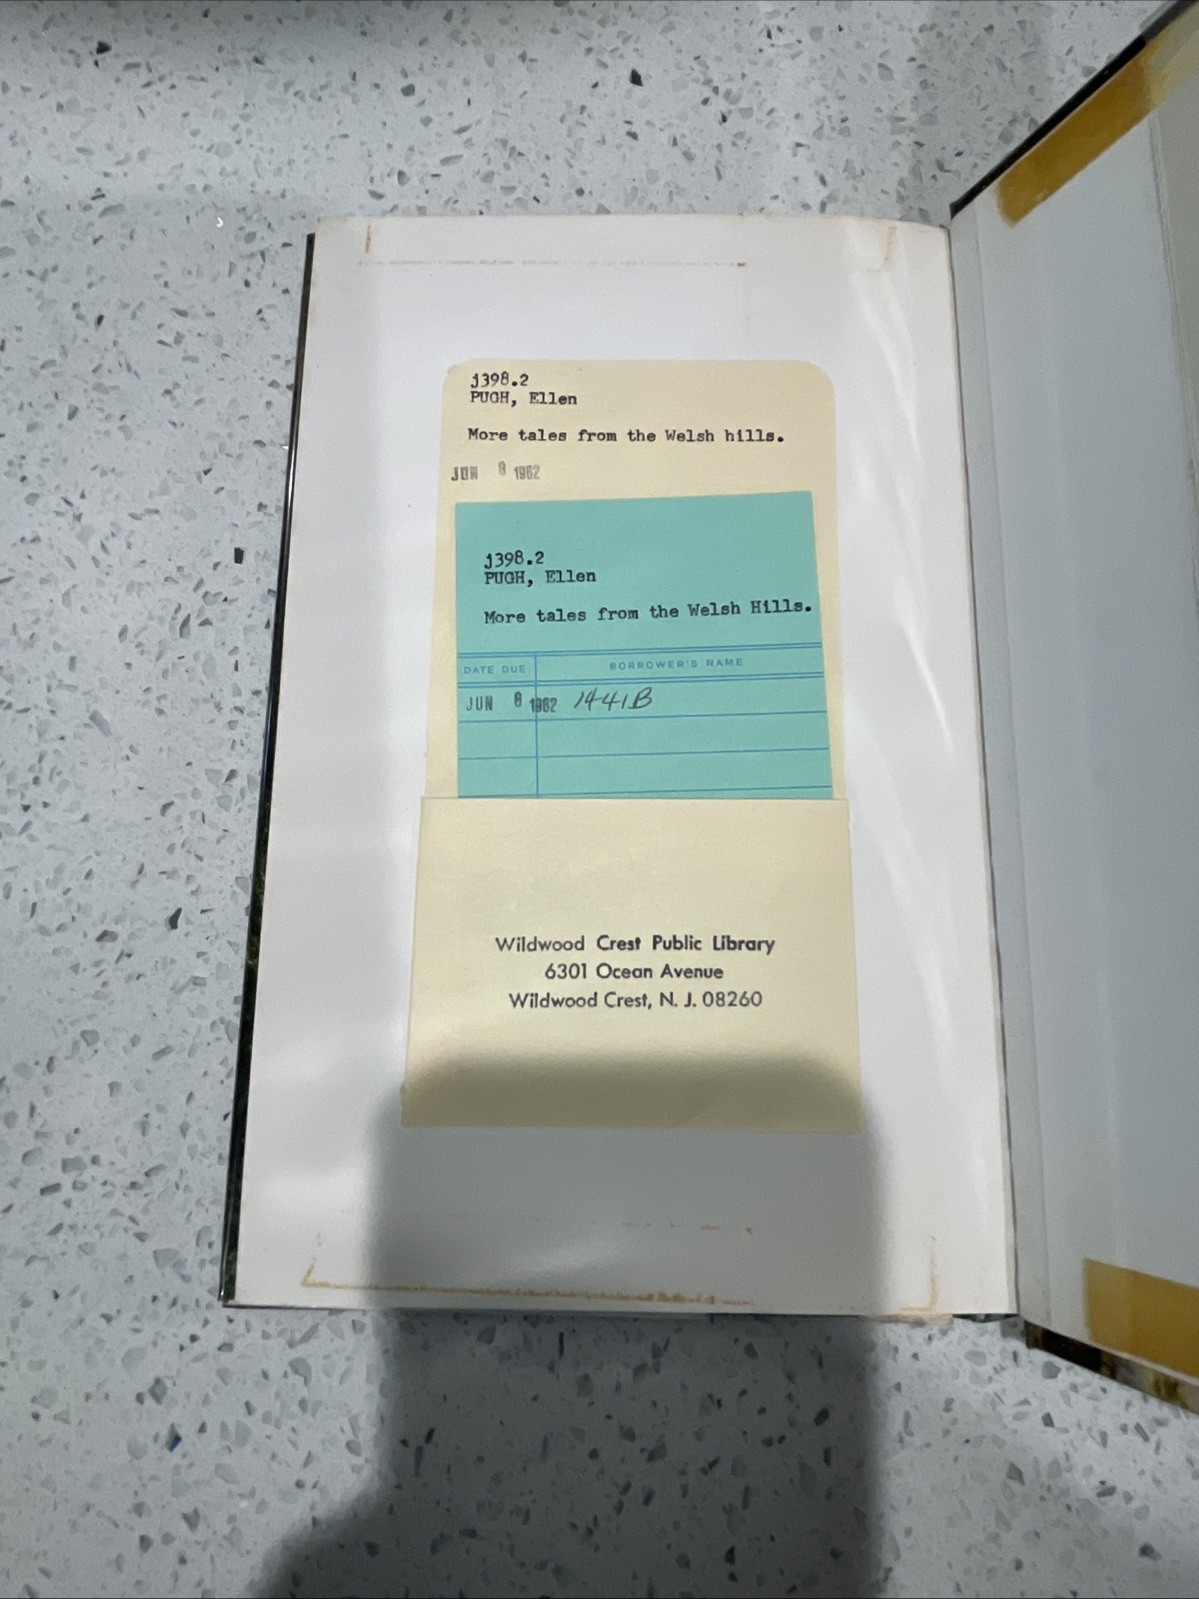 j398.2
PUGH, Ellen
More tales from the Welsh hills.
JUN 8 1982
j398.2
PUGH, Ellen
More tales from the Welsh Hills.
DATE DUE BORROWER'S NAME
JUN 8 1982 1441B
Wildwood Crest Public Library
6301 Ocean Avenue
Wildwood Crest, N. J. 08260